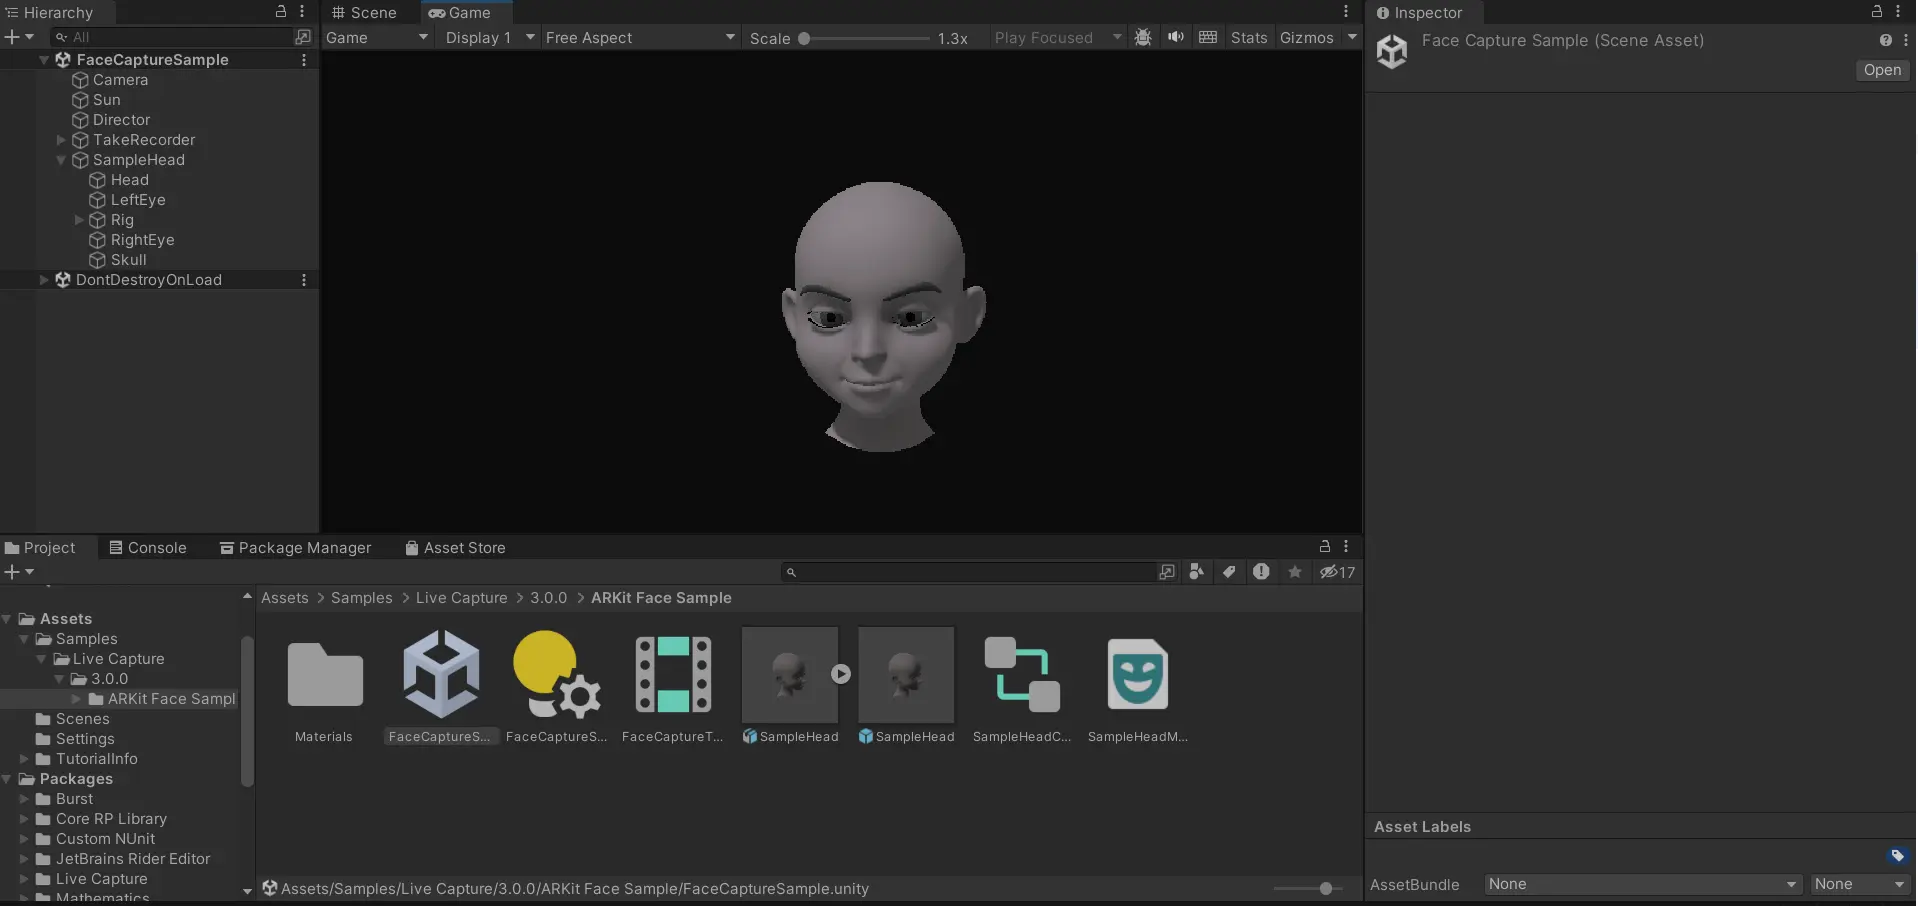 Hierarchy
All
FaceCaptureSample
Camera
Sun
Director
TakeRecorder
SampleHead
Head
LeftEye
Rig
RightEye
Skull
DontDestroyOnLoad
Scene
Game
Game
Display 1
Free Aspect
Scale
1.3x
Play Focused
Stats
Gizmos
Inspector
Face Capture Sample (Scene Asset)
Open
Project
Console
Package Manager
Asset Store
17
Assets
Samples
Live Capture
3.0.0
ARKit Face Sampl
Scenes
Settings
TutorialInfo
Packages
Burst
Core RP Library
Custom NUnit
JetBrains Rider Editor
Live Capture
Mathematics
Assets > Samples > Live Capture > 3.0.0 > ARKit Face Sample
Materials
FaceCaptureS...
FaceCaptureS...
FaceCaptureT...
SampleHead
SampleHead
SampleHeadC...
SampleHeadM...
Assets/Samples/Live Capture/3.0.0/ARKit Face Sample/FaceCaptureSample.unity
Asset Labels
AssetBundle
None
None